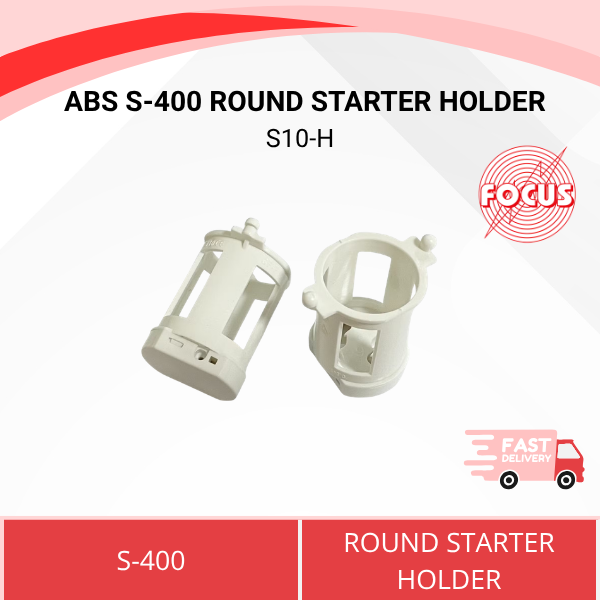 ABS S-400 ROUND STARTER HOLDER
S10-H
FOCUS
FAST
DELIVERY
S-400
ROUND STARTER
HOLDER